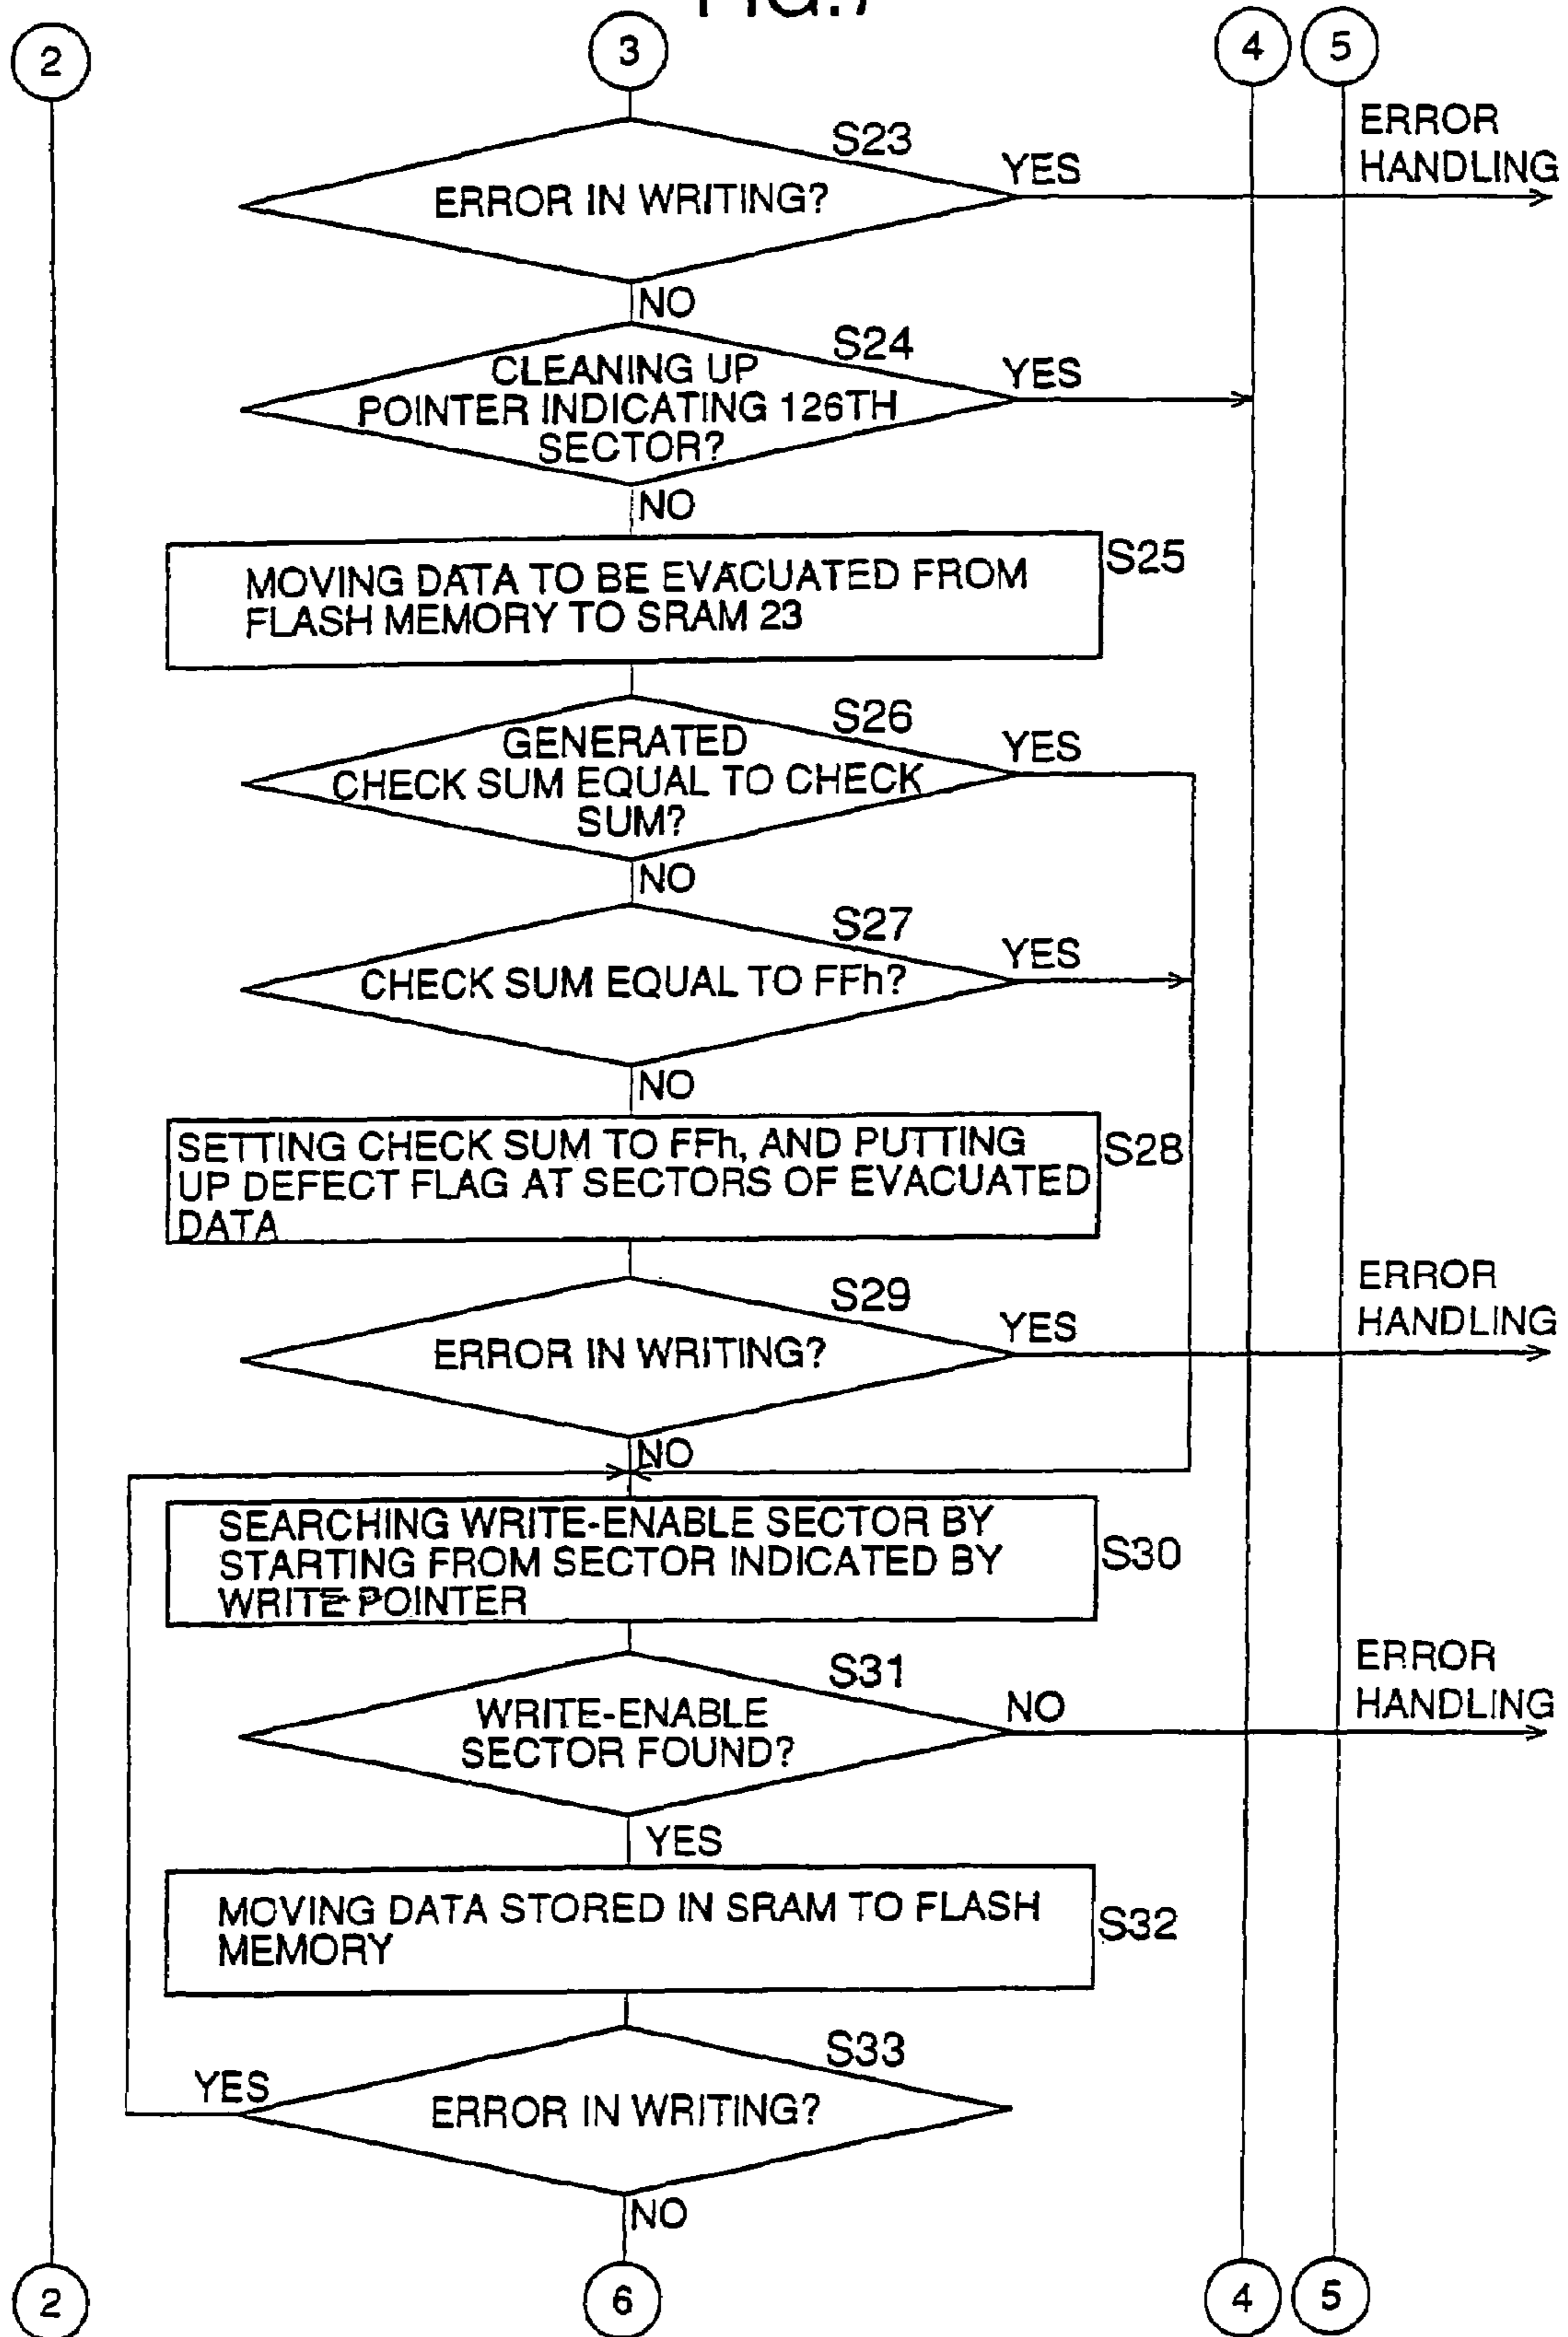 FIG.7
2
3
4
5
S23
ERROR IN WRITING?
YES
ERROR
HANDLING
NO
S24
CLEANING UP
POINTER INDICATING 126TH
SECTOR?
YES
NO
S25
MOVING DATA TO BE EVACUATED FROM
FLASH MEMORY TO SRAM 23
S26
GENERATED
CHECK SUM EQUAL TO CHECK
SUM?
YES
NO
S27
CHECK SUM EQUAL TO FFh?
YES
NO
S28
SETTING CHECK SUM TO FFh, AND PUTTING
UP DEFECT FLAG AT SECTORS OF EVACUATED
DATA
S29
ERROR IN WRITING?
YES
ERROR
HANDLING
NO
S30
SEARCHING WRITE-ENABLE SECTOR BY
STARTING FROM SECTOR INDICATED BY
WRITE POINTER
S31
WRITE-ENABLE
SECTOR FOUND?
NO
ERROR
HANDLING
YES
S32
MOVING DATA STORED IN SRAM TO FLASH
MEMORY
S33
ERROR IN WRITING?
YES
NO
2
6
4
5